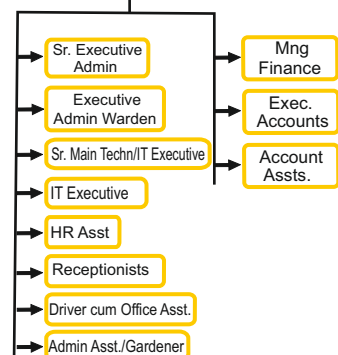 Sr. Executive
Admin
Executive
Admin Warden
Sr. Main Techn/IT Executive
IT Executive
HR Asst
Receptionists
Driver cum Office Asst.
Admin Asst./Gardener
Mng
Finance
Exec.
Accounts
Account
Assts.